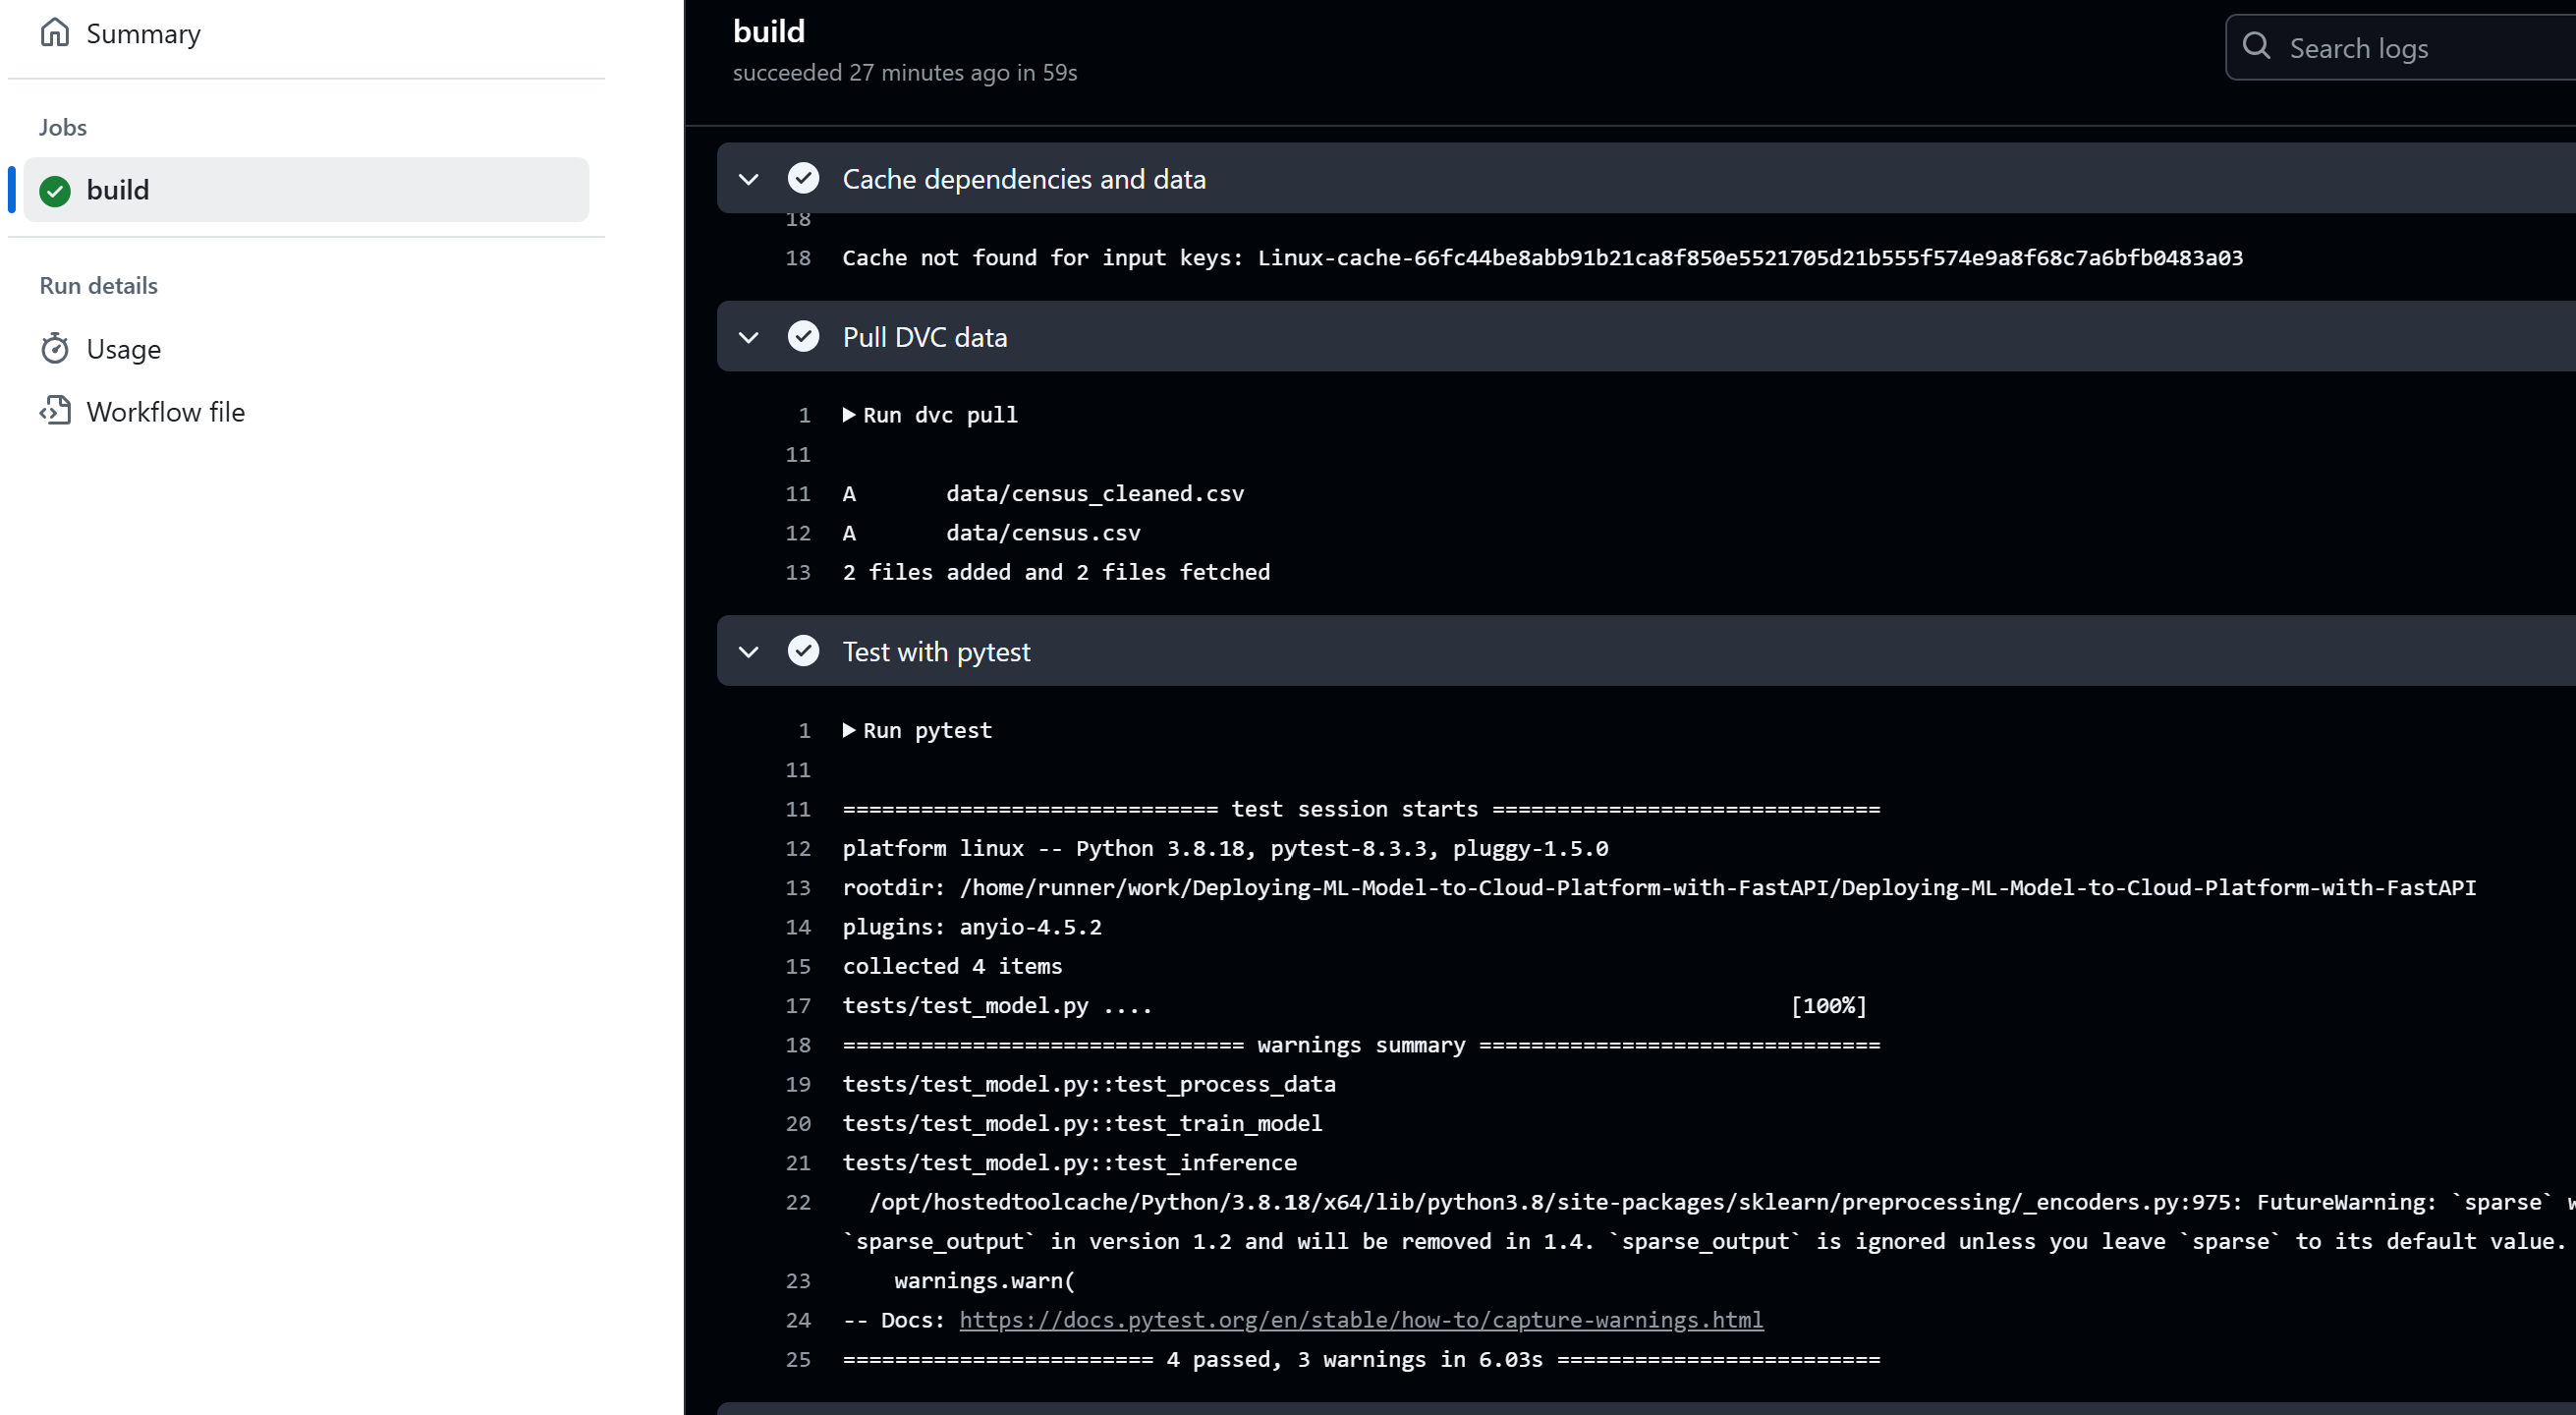 Summary
Jobs
build
Run details
Usage
Workflow file
build
succeeded 27 minutes ago in 59s
Search logs
Cache dependencies and data
18
18 Cache not found for input keys: Linux-cache-66fc44be8abb91b21ca8f850e5521705d21b555f574e9a8f68c7a6bfb0483a03
Pull DVC data
1 Run dvc pull
11
11 A data/census_cleaned.csv
12 A data/census.csv
13 2 files added and 2 files fetched
Test with pytest
1 Run pytest
11
11 ============================= test session starts ==============================
12 platform linux -- Python 3.8.18, pytest-8.3.3, pluggy-1.5.0
13 rootdir: /home/runner/work/Deploying-ML-Model-to-Cloud-Platform-with-FastAPI/Deploying-ML-Model-to-Cloud-Platform-with-FastAPI
14 plugins: anyio-4.5.2
15 collected 4 items
17 tests/test_model.py .... [100%]
18 =============================== warnings summary ===============================
19 tests/test_model.py::test_process_data
20 tests/test_model.py::test_train_model
21 tests/test_model.py::test_inference
22 /opt/hostedtoolcache/Python/3.8.18/x64/lib/python3.8/site-packages/sklearn/preprocessing/_encoders.py:975: FutureWarning: `sparse`
`sparse_output` in version 1.2 and will be removed in 1.4. `sparse_output` is ignored unless you leave `sparse` to its default value.
23 warnings.warn(
24 -- Docs: https://docs.pytest.org/en/stable/how-to/capture-warnings.html
25 ======================== 4 passed, 3 warnings in 6.03s =========================